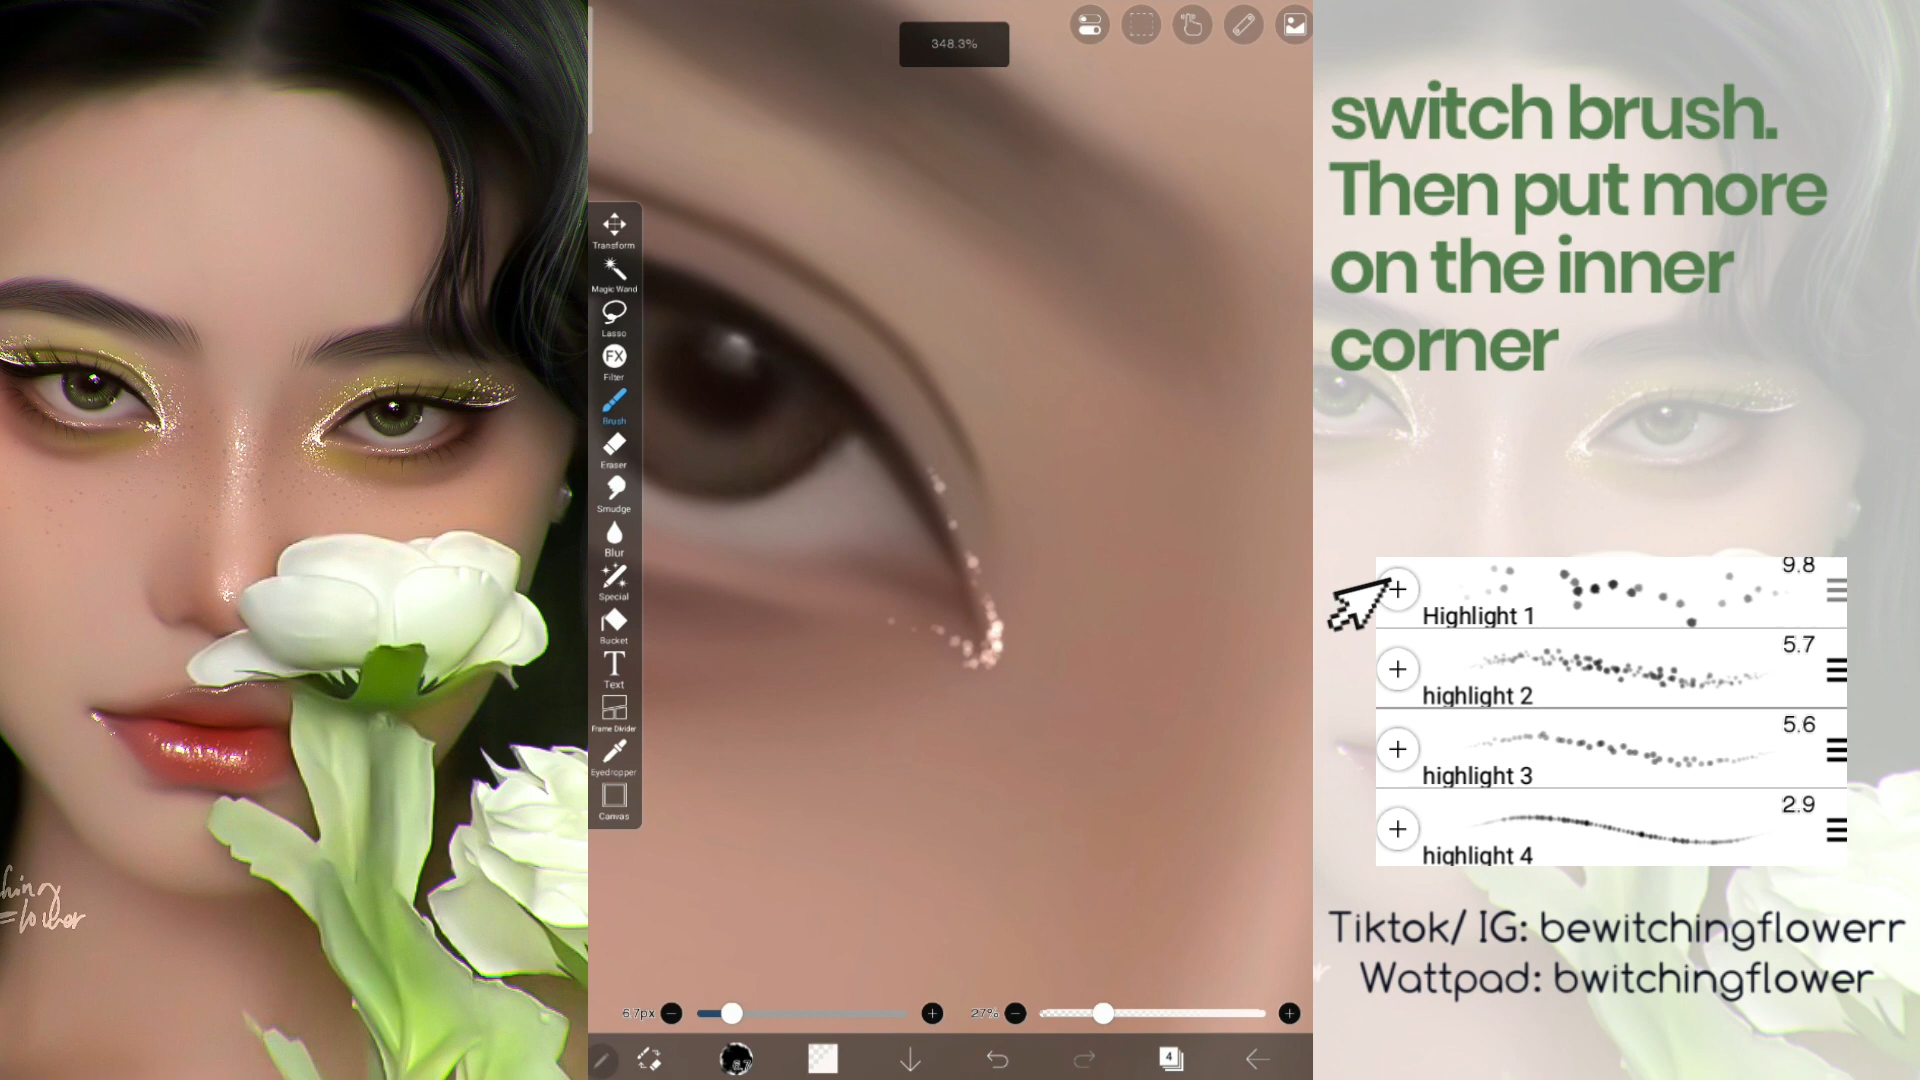 348.3%
Transform
Magic Wand
Lasso
FX
Filter
Brush
Eraser
Smudge
Blur
Special
Bucket
T
Text
Frame Divider
Eyedropper
Canvas
6.7px
27%
4
switch brush.
Then put more
on the inner
corner
9.8
Highlight 1
5.7
highlight 2
5.6
highlight 3
2.9
highlight 4
Tiktok/ IG: bewitchingflowerr
Wattpad: bwitchingflower